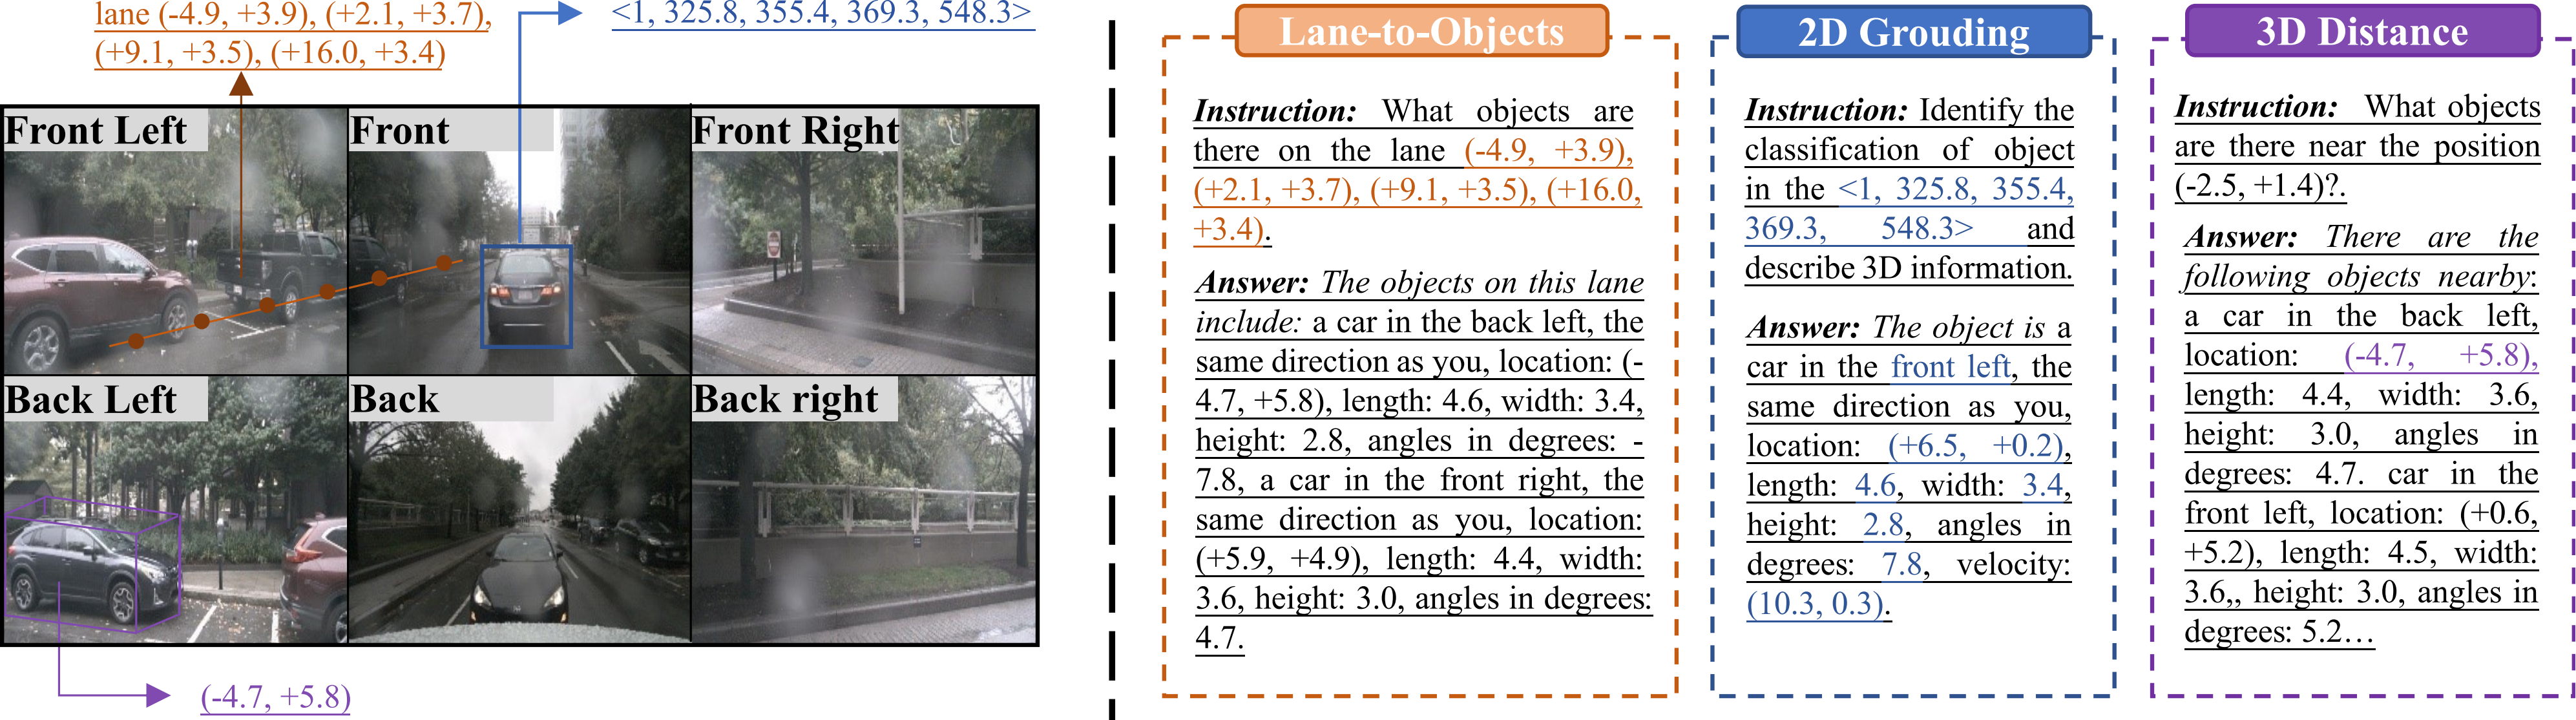 lane (-4.9, +3.9), (+2.1, +3.7),
(+9.1, +3.5), (+16.0, +3.4)
<1, 325.8, 355.4, 369.3, 548.3>
Front Left
Front
Front Right
Back Left
Back
Back right
(-4.7, +5.8)
Lane-to-Objects
Instruction: What objects are
there on the lane (-4.9, +3.9),
(+2.1, +3.7), (+9.1, +3.5), (+16.0,
+3.4).
Answer: The objects on this lane
include: a car in the back left, the
same direction as you, location: (-
4.7, +5.8), length: 4.6, width: 3.4,
height: 2.8, angles in degrees: -
7.8, a car in the front right, the
same direction as you, location:
(+5.9, +4.9), length: 4.4, width:
3.6, height: 3.0, angles in degrees:
4.7.
2D Grouding
Instruction: Identify the
classification of object
in the <1, 325.8, 355.4,
369.3, 548.3> and
describe 3D information.
Answer: The object is a
car in the front left, the
same direction as you,
location: (+6.5, +0.2),
length: 4.6, width: 3.4,
height: 2.8, angles in
degrees: 7.8, velocity:
(10.3, 0.3).
3D Distance
Instruction: What objects
are there near the position
(-2.5, +1.4)?.
Answer: There are the
following objects nearby:
a car in the back left,
location: (-4.7, +5.8),
length: 4.4, width: 3.6,
height: 3.0, angles in
degrees: 4.7. car in the
front left, location: (+0.6,
+5.2), length: 4.5, width:
3.6,, height: 3.0, angles in
degrees: 5.2…